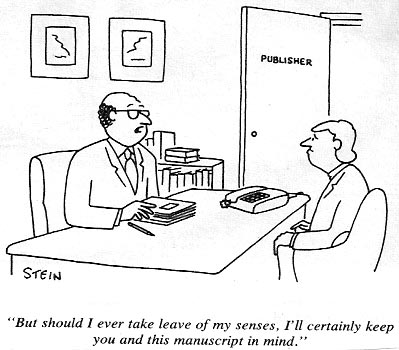 PUBLISHER
STEIN
"But should I ever take leave of my senses, I'll certainly keep
you and this manuscript in mind."